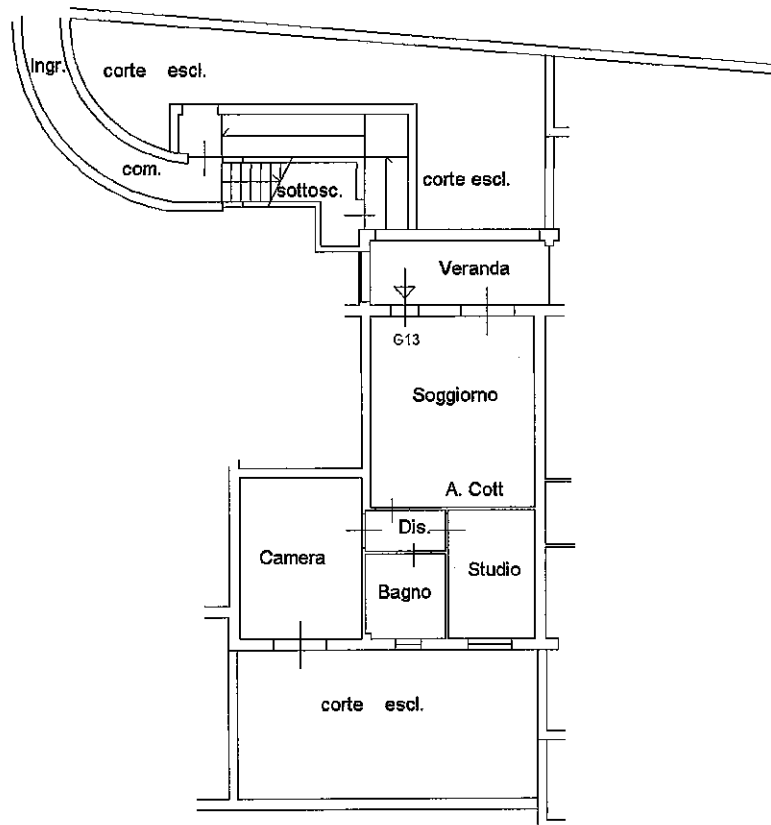 Ingr.
corte escl.
com.
sottosc.
corte escl.
Veranda
G13
Soggiorno
A. Cott
Dis.
Camera
Studio
Bagno
corte escl.